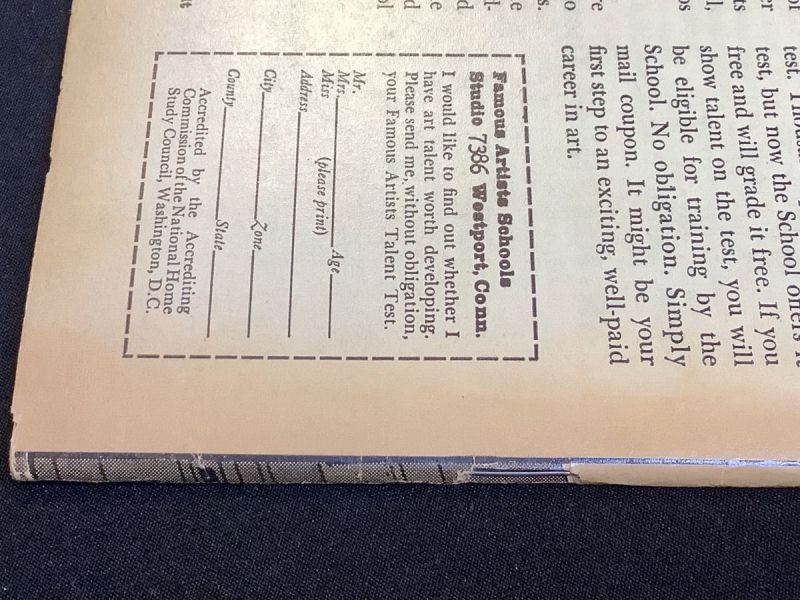 test, but now the School offers it
free and will grade it free. If you
show talent on the test, you will
be eligible for training by the
School. No obligation. Simply
mail coupon. It might be your
first step to an exciting, well-paid
career in art.
Famous Artists Schools
Studio 7386 Westport, Conn.
I would like to find out whether I
have art talent worth developing.
Please send me, without obligation,
your Famous Artists Talent Test.
Mr.
Mrs. Age
Miss (please print)
Address
City Zone
County State
Accredited by the Accrediting
Commission of the National Home
Study Council, Washington, D.C.